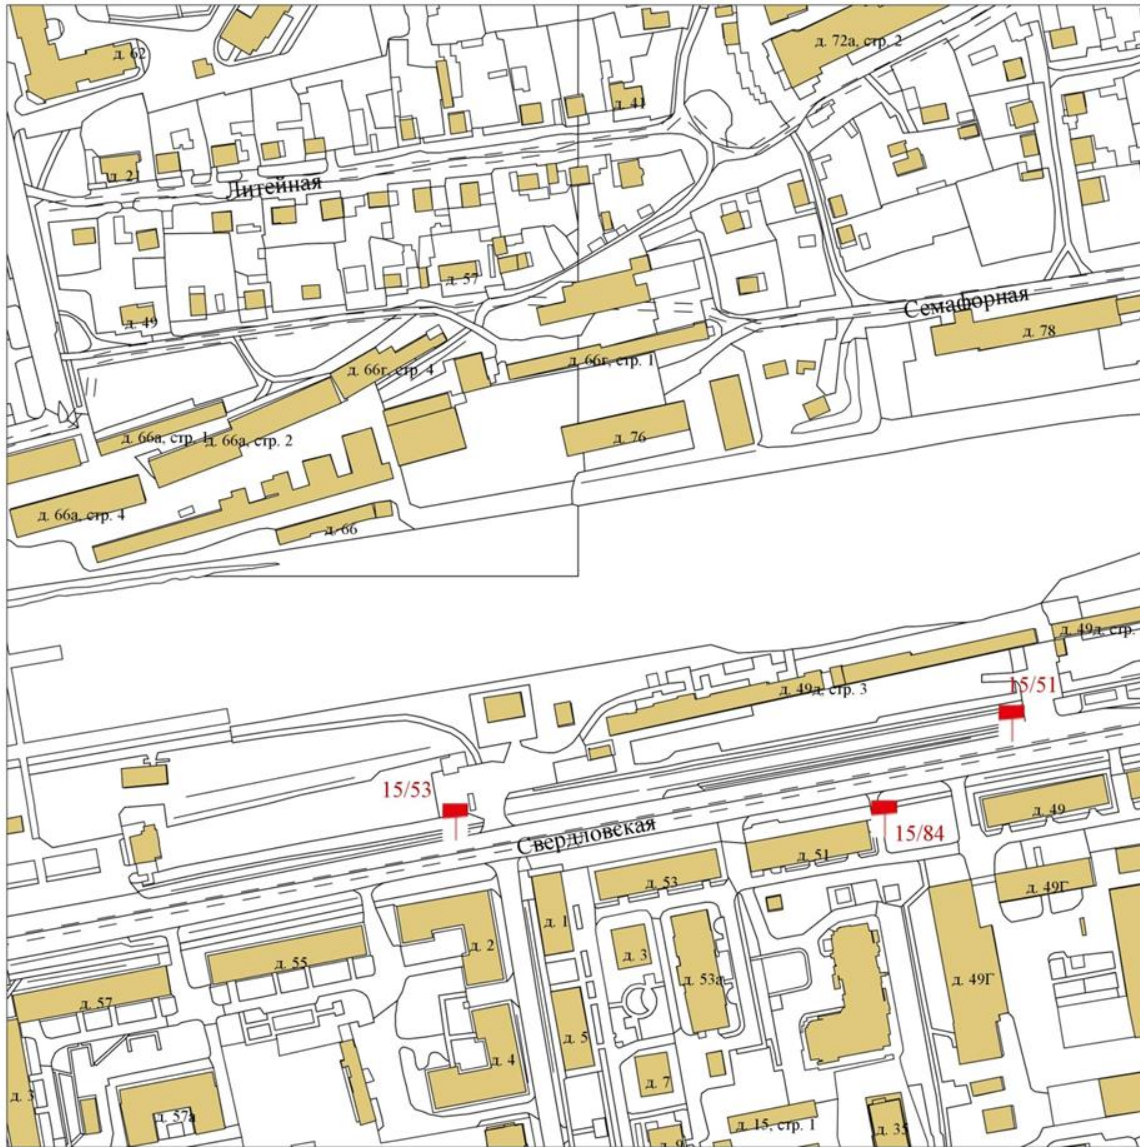 д. 62
д. 72а, стр. 2
д. 41
д. 21
Литейная
д. 57
д. 49
Семафорная
д. 78
д. 66г, стр. 1
д. 66г, стр. 4
д. 66а, стр. 1
д. 66а, стр. 2
д. 76
д. 66а, стр. 4
д. 66
д. 49д, стр.
д. 49д, стр. 3
15/51
15/53
15/84
д. 49
Свердловская
д. 51
д. 53
д. 49Г
д. 1
д. 2
д. 3
д. 55
д. 53а
д. 49Г
д. 57
д. 5
д. 4
д. 7
д. 3
д. 57а
д. 15, стр. 1
д. 35
д. 9